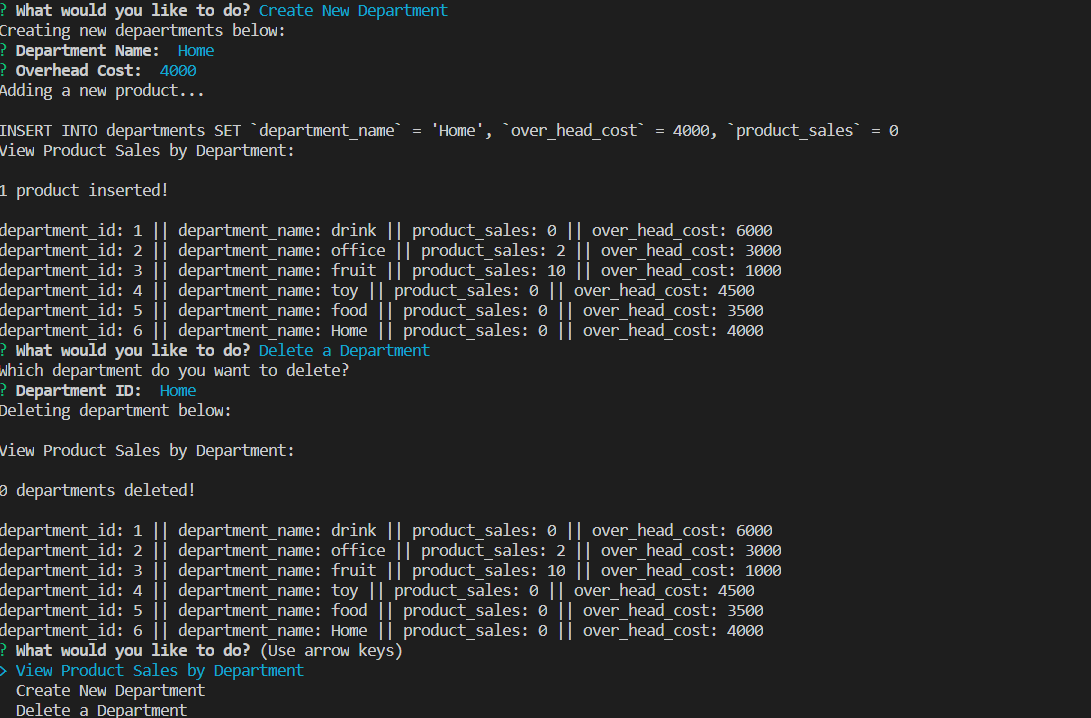 ? What would you like to do? Create New Department
Creating new depaertments below:
? Department Name:  Home
? Overhead Cost:  4000
Adding a new product...
INSERT INTO departments SET `department_name` = 'Home', `over_head_cost` = 4000, `product_sales` = 0
View Product Sales by Department:
1 product inserted!
department_id: 1 || department_name: drink || product_sales: 0 || over_head_cost: 6000
department_id: 2 || department_name: office || product_sales: 2 || over_head_cost: 3000
department_id: 3 || department_name: fruit || product_sales: 10 || over_head_cost: 1000
department_id: 4 || department_name: toy || product_sales: 0 || over_head_cost: 4500
department_id: 5 || department_name: food || product_sales: 0 || over_head_cost: 3500
department_id: 6 || department_name: Home || product_sales: 0 || over_head_cost: 4000
? What would you like to do? Delete a Department
Which department do you want to delete?
? Department ID:  Home
Deleting department below:
View Product Sales by Department:
0 departments deleted!
department_id: 1 || department_name: drink || product_sales: 0 || over_head_cost: 6000
department_id: 2 || department_name: office || product_sales: 2 || over_head_cost: 3000
department_id: 3 || department_name: fruit || product_sales: 10 || over_head_cost: 1000
department_id: 4 || department_name: toy || product_sales: 0 || over_head_cost: 4500
department_id: 5 || department_name: food || product_sales: 0 || over_head_cost: 3500
department_id: 6 || department_name: Home || product_sales: 0 || over_head_cost: 4000
? What would you like to do? (Use arrow keys)
> View Product Sales by Department
Create New Department
Delete a Department